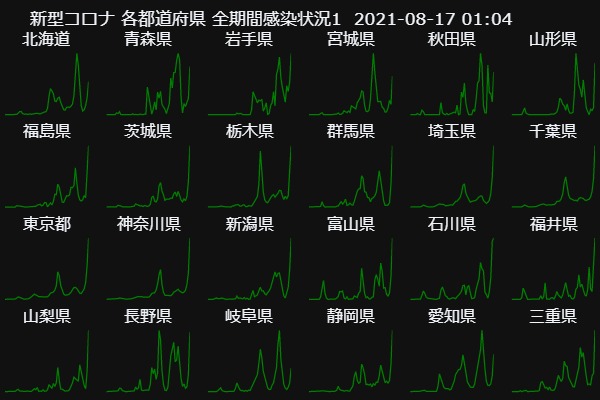 新型コロナ 各都道府県 全期間感染状況1 2021-08-17 01:04
北海道 青森県 岩手県 宮城県 秋田県 山形県
福島県 茨城県 栃木県 群馬県 埼玉県 千葉県
東京都 神奈川県 新潟県 富山県 石川県 福井県
山梨県 長野県 岐阜県 静岡県 愛知県 三重県